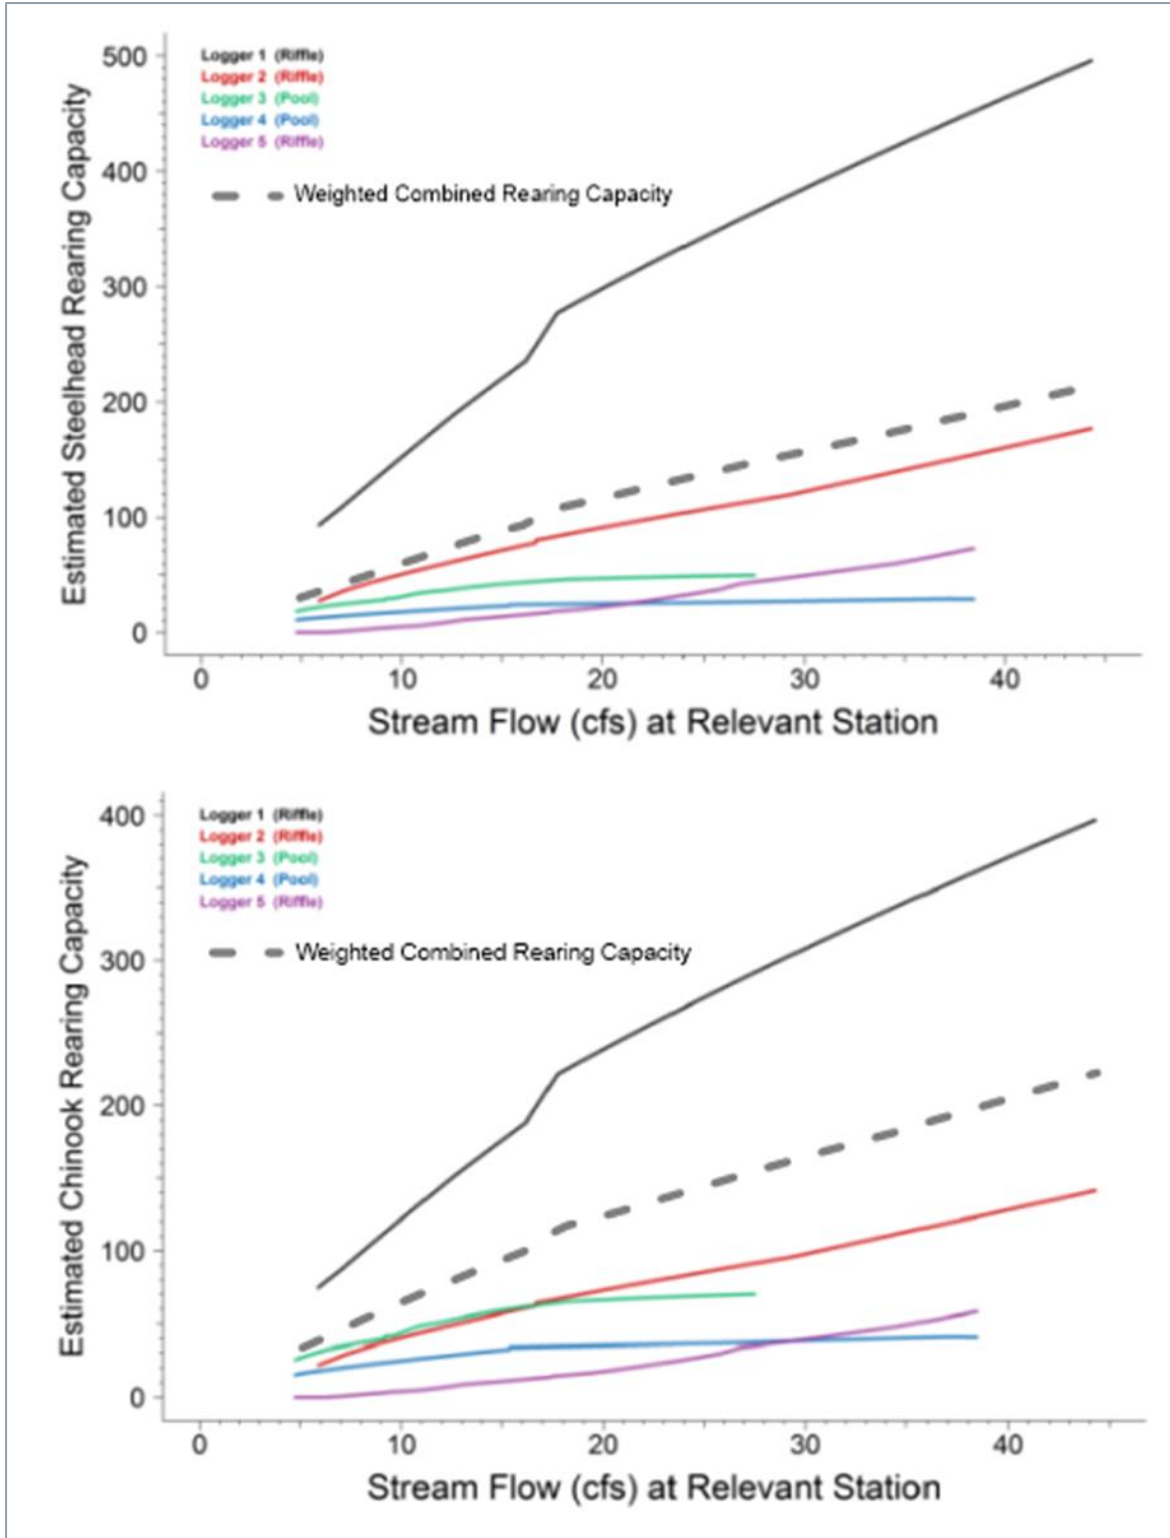 Estimated Steelhead Rearing Capacity
500
400
300
200
100
0
Logger 1 (Riffle)
Logger 2 (Riffle)
Logger 3 (Pool)
Logger 4 (Pool)
Logger 5 (Riffle)
Weighted Combined Rearing Capacity
0 10 20 30 40
Stream Flow (cfs) at Relevant Station
Estimated Chinook Rearing Capacity
400
300
200
100
0
Logger 1 (Riffle)
Logger 2 (Riffle)
Logger 3 (Pool)
Logger 4 (Pool)
Logger 5 (Riffle)
Weighted Combined Rearing Capacity
0 10 20 30 40
Stream Flow (cfs) at Relevant Station